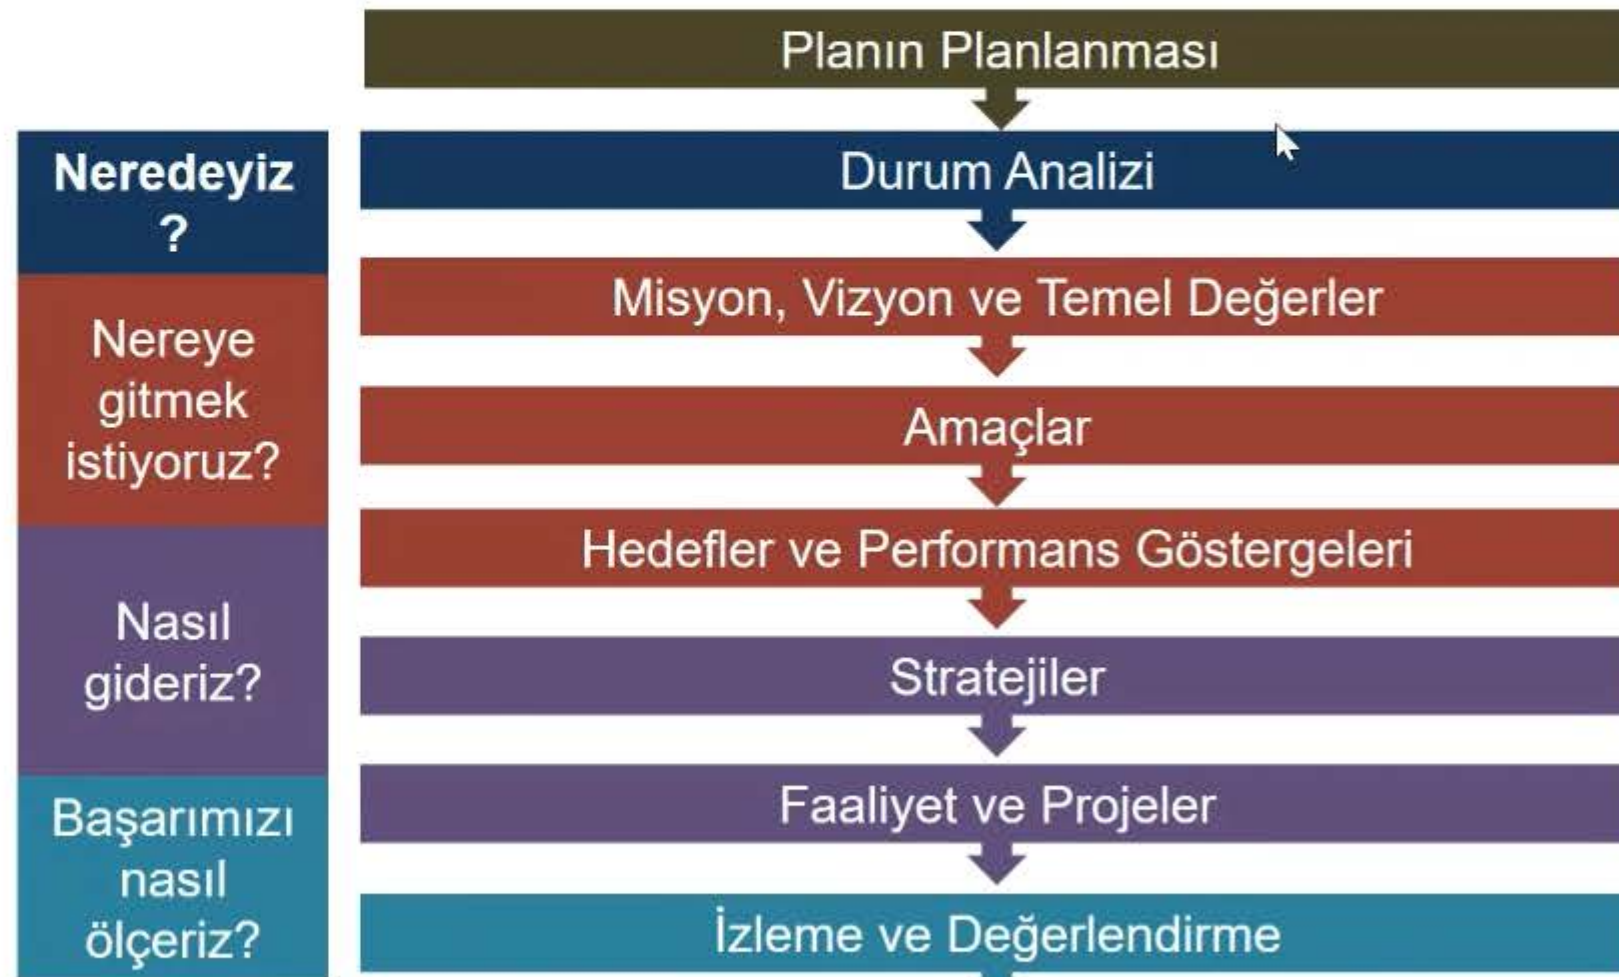 Planın Planlanması
Neredeyiz
?
Durum Analizi
Nereye
gitmek
istiyoruz?
Misyon, Vizyon ve Temel Değerler
Amaçlar
Hedefler ve Performans Göstergeleri
Nasıl
gideriz?
Stratejiler
Faaliyet ve Projeler
Başarımızı
nasıl
ölçeriz?
İzleme ve Değerlendirme